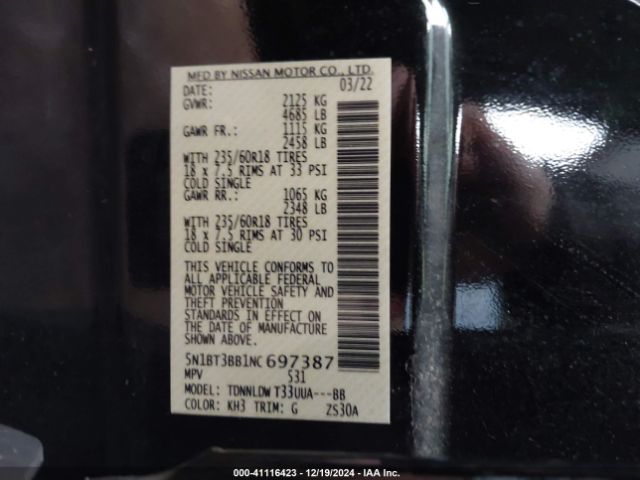 MFD BY NISSAN MOTOR CO., LTD.
DATE: 03/22
GVWR: 2125 KG
4685 LB
GAWR FR.: 1115 KG
2458 LB
WITH 235/60R18 TIRES
18 x 7.5 RIMS AT 33 PSI
COLD SINGLE
GAWR RR.: 1065 KG
2348 LB
WITH 235/60R18 TIRES
18 x 7.5 RIMS AT 30 PSI
COLD SINGLE
THIS VEHICLE CONFORMS TO
ALL APPLICABLE FEDERAL
MOTOR VEHICLE SAFETY AND
THEFT PREVENTION
STANDARDS IN EFFECT ON
THE DATE OF MANUFACTURE
SHOWN ABOVE.
5N1BT3BB1NC697387
MPV S31
MODEL: TDNNLDW T33UUA---BB
COLOR: KH3 TRIM: G ZS30A
000-41116423 - 12/19/2024 - IAA Inc.